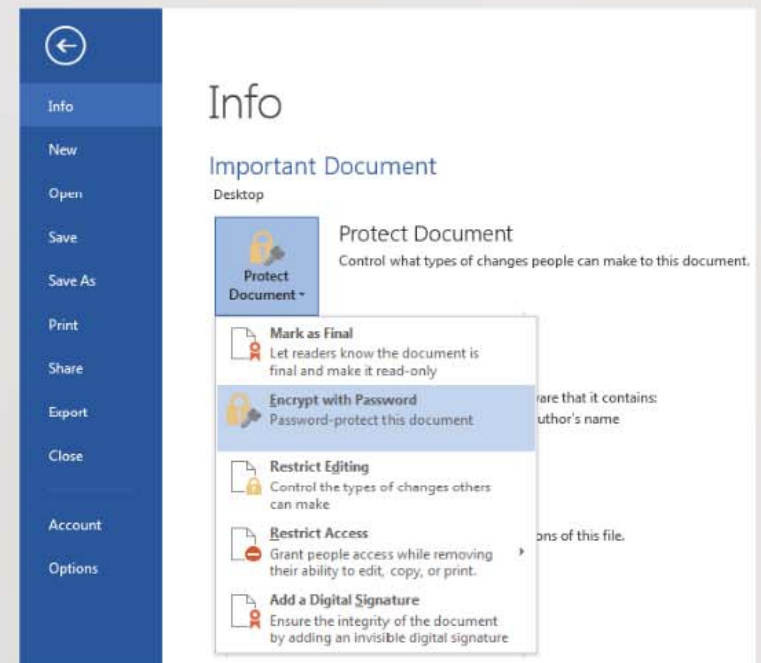 Info
New
Open
Save
Save As
Print
Share
Export
Close
Account
Options
Info
Important Document
Desktop
Protect
Document
Protect Document
Control what types of changes people can make to this document.
Mark as Final
Let readers know the document is
final and make it read-only
Encrypt with Password
Password-protect this document
Restrict Editing
Control the types of changes others
can make
Restrict Access
Grant people access while removing
their ability to edit, copy, or print.
Add a Digital Signature
Ensure the integrity of the document
by adding an invisible digital signature
that it contains:
name
of this file.